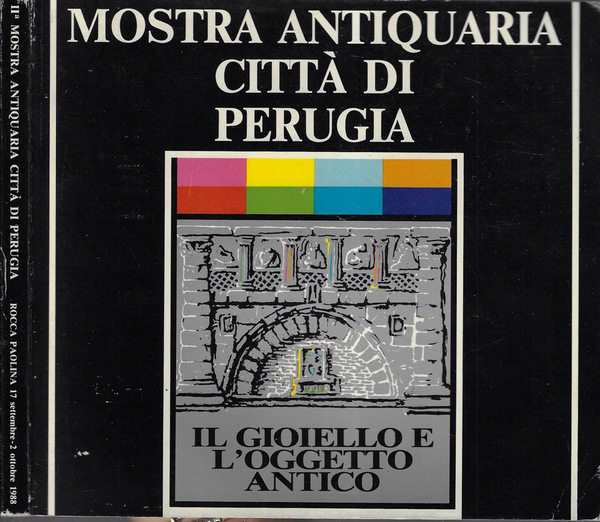 MOSTRA ANTIQUARIA
CITTÀ DI
PERUGIA
IL GIOIELLO E
L'OGGETTO
ANTICO
IIª MOSTRA ANTIQUARIA CITTÀ DI PERUGIA ROCCA PAOLINA 17 settembre-2 ottobre 1988